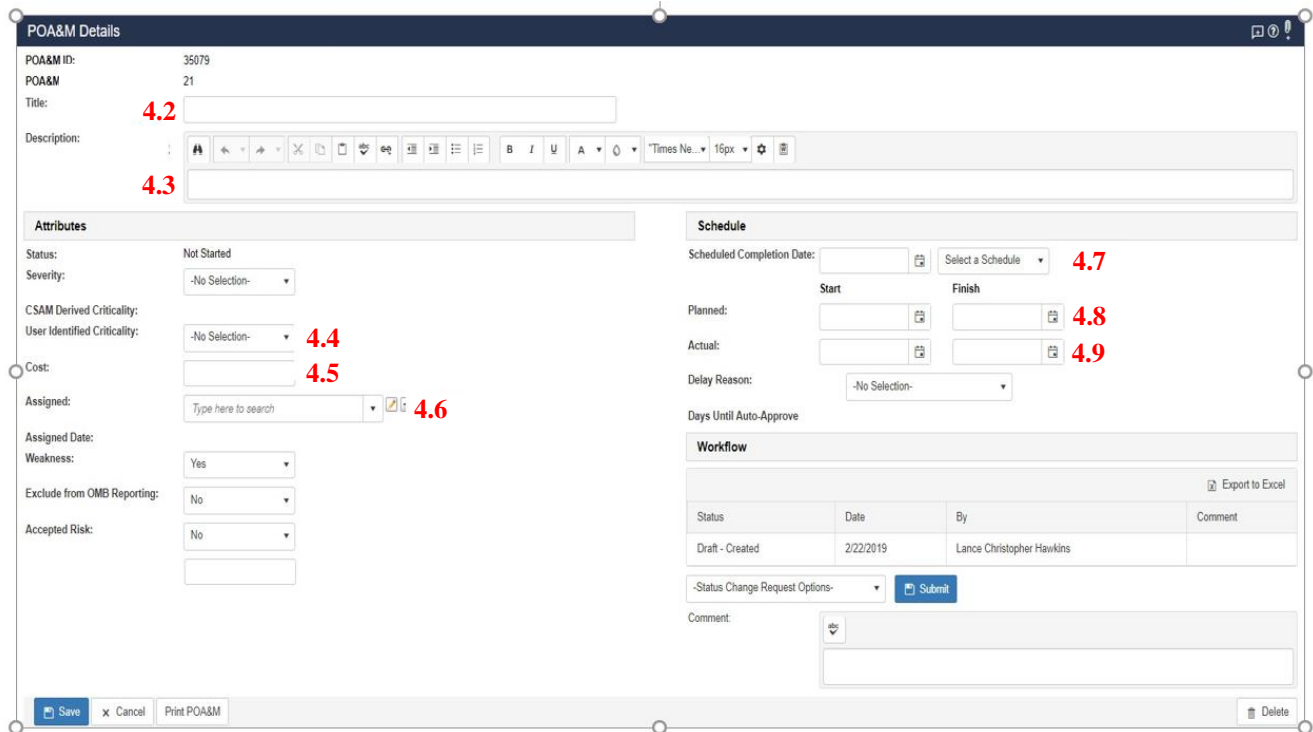 POA&M Details
POA&M ID: 35079
POA&M 21
Title: 4.2
Description:
"Times Ne... 16px
B I U A
abc
4.3
Attributes
Status: Not Started
Severity: -No Selection-
CSAM Derived Criticality:
User Identified Criticality: -No Selection- 4.4
Cost: 4.5
Assigned: Type here to search 4.6
Assigned Date:
Weakness: Yes
Exclude from OMB Reporting: No
Accepted Risk: No
Schedule
Scheduled Completion Date: Select a Schedule 4.7
Start Finish
Planned: 4.8
Actual: 4.9
Delay Reason: -No Selection-
Days Until Auto-Approve
Workflow
Export to Excel
Status Date By Comment
Draft - Created 2/22/2019 Lance Christopher Hawkins
-Status Change Request Options- Submit
Comment:
abc
Save x Cancel Print POA&M Delete